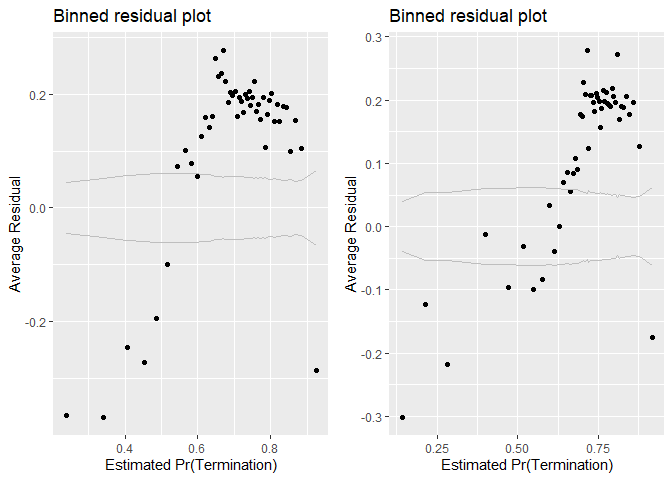 Binned residual plot
Average Residual
0.2
0.0
-0.2
0.4
0.6
0.8
Estimated Pr(Termination)
Binned residual plot
Average Residual
0.3
0.2
0.1
0.0
-0.1
-0.2
-0.3
0.25
0.50
0.75
Estimated Pr(Termination)